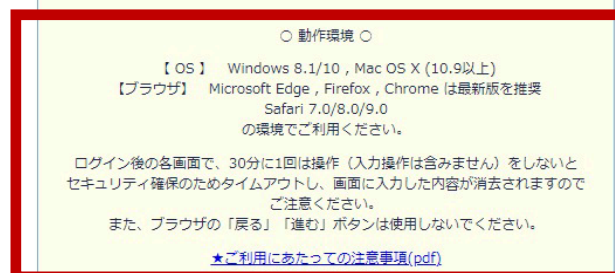 ○ 動作環境 ○
【 OS 】　Windows 8.1/10 , Mac OS X (10.9以上)
【ブラウザ】　Microsoft Edge , Firefox , Chrome は最新版を推奨
Safari 7.0/8.0/9.0
の環境でご利用ください。
ログイン後の各画面で、30分に1回は操作（入力操作は含みません）をしないと
セキュリティ確保のためタイムアウトし、画面に入力した内容が消去されますので
ご注意ください。
また、ブラウザの「戻る」「進む」ボタンは使用しないでください。
★ご利用にあたっての注意事項(pdf)